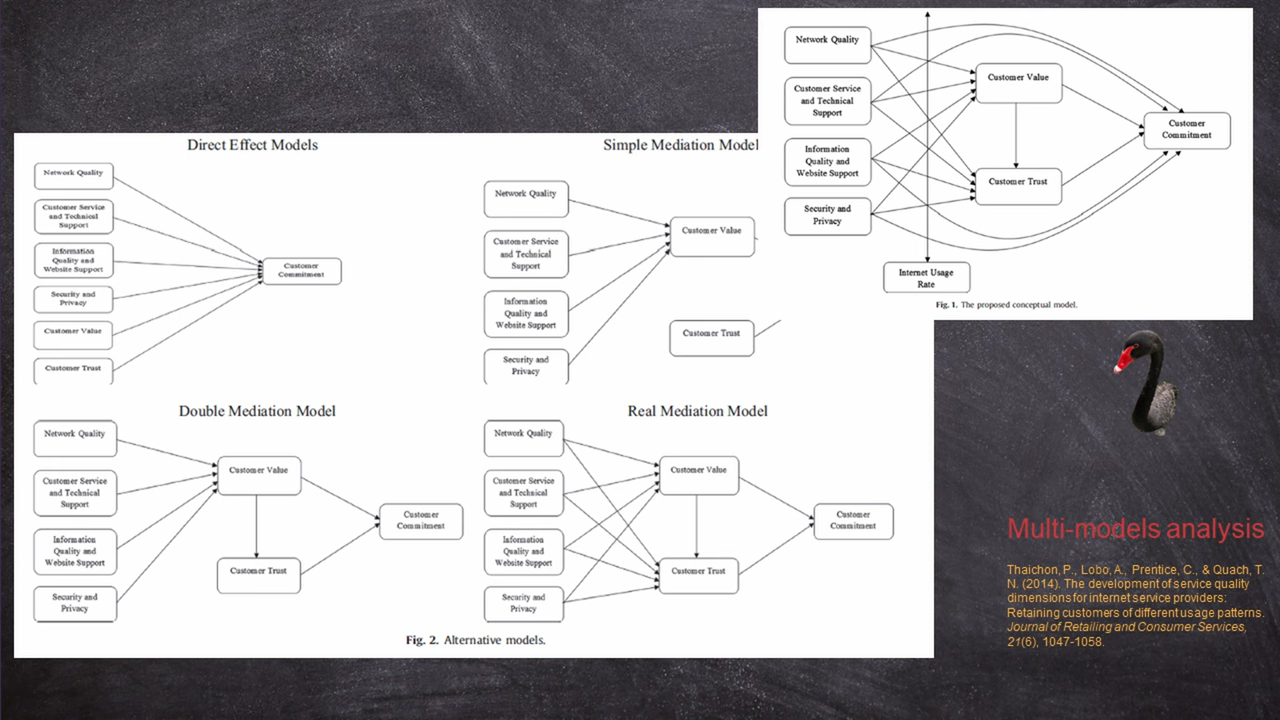 Direct Effect Models
Network Quality
Customer Service
and Technical
Support
Information
Quality and
Website Support
Security and
Privacy
Customer Value
Customer Trust
Customer
Commitment
Simple Mediation Model
Network Quality
Customer Service
and Technical
Support
Information
Quality and
Website Support
Security and
Privacy
Customer Value
Customer Trust
Network Quality
Customer Service
and Technical
Support
Information
Quality and
Website Support
Security and
Privacy
Customer Value
Customer Trust
Customer
Commitment
Internet Usage
Rate
Fig. 1. The proposed conceptual model.
Double Mediation Model
Network Quality
Customer Service
and Technical
Support
Information
Quality and
Website Support
Security and
Privacy
Customer Value
Customer Trust
Customer
Commitment
Real Mediation Model
Network Quality
Customer Service
and Technical
Support
Information
Quality and
Website Support
Security and
Privacy
Customer Value
Customer Trust
Customer
Commitment
Fig. 2. Alternative models.
Multi-models analysis
Thaichon, P., Lobo, A., Prentice, C., & Quach, T.
N. (2014). The development of service quality
dimensions for internet service providers:
Retaining customers of different usage patterns.
Journal of Retailing and Consumer Services,
21(6), 1047-1058.